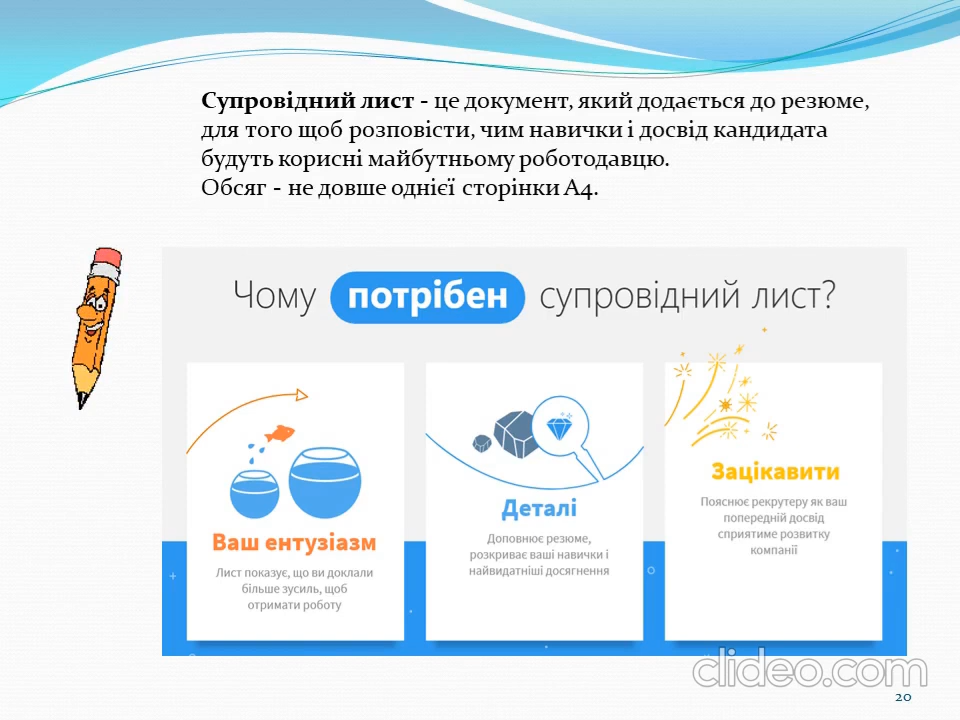 Супровідний лист - це документ, який додається до резюме,
для того щоб розповісти, чим навички і досвід кандидата
будуть корисні майбутньому роботодавцю.
Обсяг - не довше однієї сторінки А4.
Чому потрібен супровідний лист?
Ваш ентузіазм
Лист показує, що ви доклали
більше зусиль, щоб
отримати роботу
Деталі
Доповнює резюме,
розкриває ваші навички і
найвидатніші досягнення
Зацікавити
Пояснює рекрутеру як ваш
попередній досвід
сприятиме розвитку
компанії
clideo.com
20